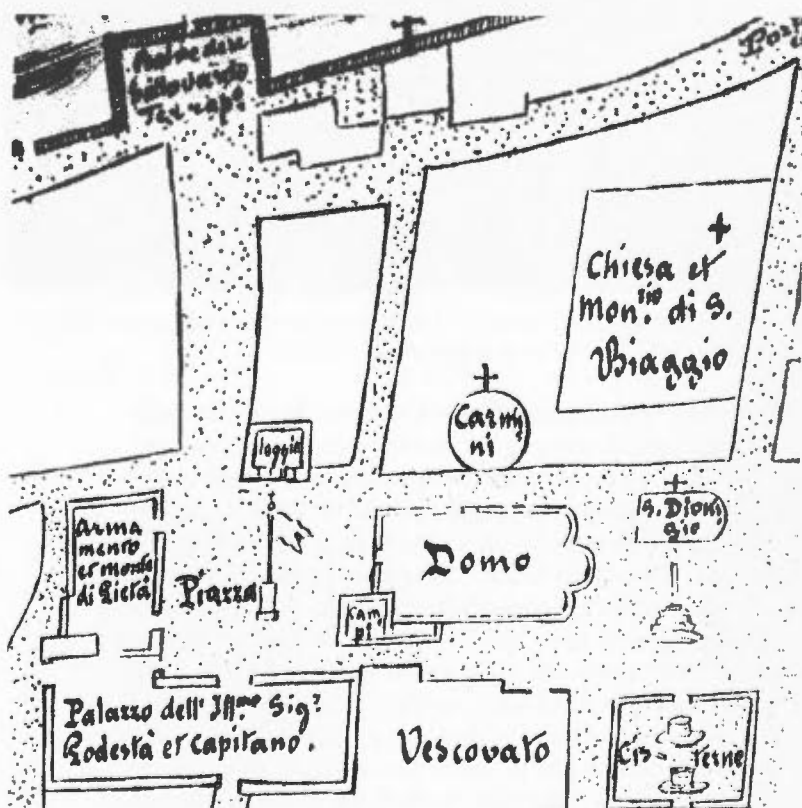 Port
Chiesa et
Mon.rio di S.
Biaggio
Carmi
ni
loggia
S. Dioni
gio
Arma
mento
et monte
di Pietà
Piazza
Domo
Kam
pi
Palazzo dell' Ill.mo Sig.r
Podestà et Capitano.
Vescovato
Cis - terne